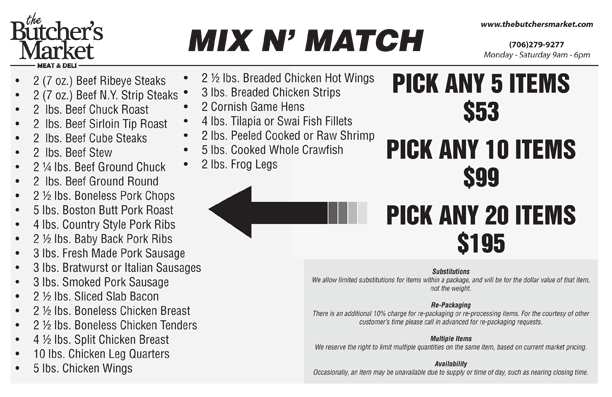 the
Butcher's
Market
MEAT & DELI
MIX N' MATCH
www.thebutchersmarket.com
(706)279-9277
Monday - Saturday 9am - 6pm
• 2 (7 oz.) Beef Ribeye Steaks
• 2 (7 oz.) Beef N.Y. Strip Steaks
• 2 lbs. Beef Chuck Roast
• 2 lbs. Beef Sirloin Tip Roast
• 2 lbs. Beef Cube Steaks
• 2 lbs. Beef Stew
• 2 ¼ lbs. Beef Ground Chuck
• 2 lbs. Beef Ground Round
• 2 ½ lbs. Boneless Pork Chops
• 5 lbs. Boston Butt Pork Roast
• 4 lbs. Country Style Pork Ribs
• 2 ½ lbs. Baby Back Pork Ribs
• 3 lbs. Fresh Made Pork Sausage
• 3 lbs. Bratwurst or Italian Sausages
• 3 lbs. Smoked Pork Sausage
• 2 ½ lbs. Sliced Slab Bacon
• 2 ½ lbs. Boneless Chicken Breast
• 2 ½ lbs. Boneless Chicken Tenders
• 4 ½ lbs. Split Chicken Breast
• 10 lbs. Chicken Leg Quarters
• 5 lbs. Chicken Wings
• 2 ½ lbs. Breaded Chicken Hot Wings
• 3 lbs. Breaded Chicken Strips
• 2 Cornish Game Hens
• 4 lbs. Tilapia or Swai Fish Fillets
• 2 lbs. Peeled Cooked or Raw Shrimp
• 5 lbs. Cooked Whole Crawfish
• 2 lbs. Frog Legs
PICK ANY 5 ITEMS
$53
PICK ANY 10 ITEMS
$99
PICK ANY 20 ITEMS
$195
Substitutions
We allow limited substitutions for items within a package, and will be for the dollar value of that item,
not the weight.
Re-Packaging
There is an additional 10% charge for re-packaging or re-processing items. For the courtesy of other
customer's time please call in advanced for re-packaging requests.
Multiple Items
We reserve the right to limit multiple quantities on the same item, based on current market pricing.
Availability
Occasionally, an item may be unavailable due to supply or time of day, such as nearing closing time.